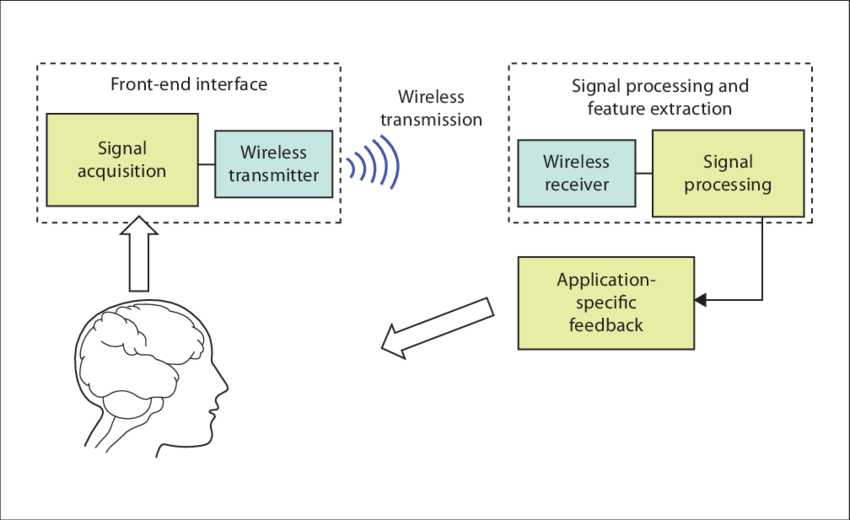 Front-end interface
Signal
acquisition
Wireless
transmitter
Wireless
transmission
Signal processing and
feature extraction
Wireless
receiver
Signal
processing
Application-
specific
feedback